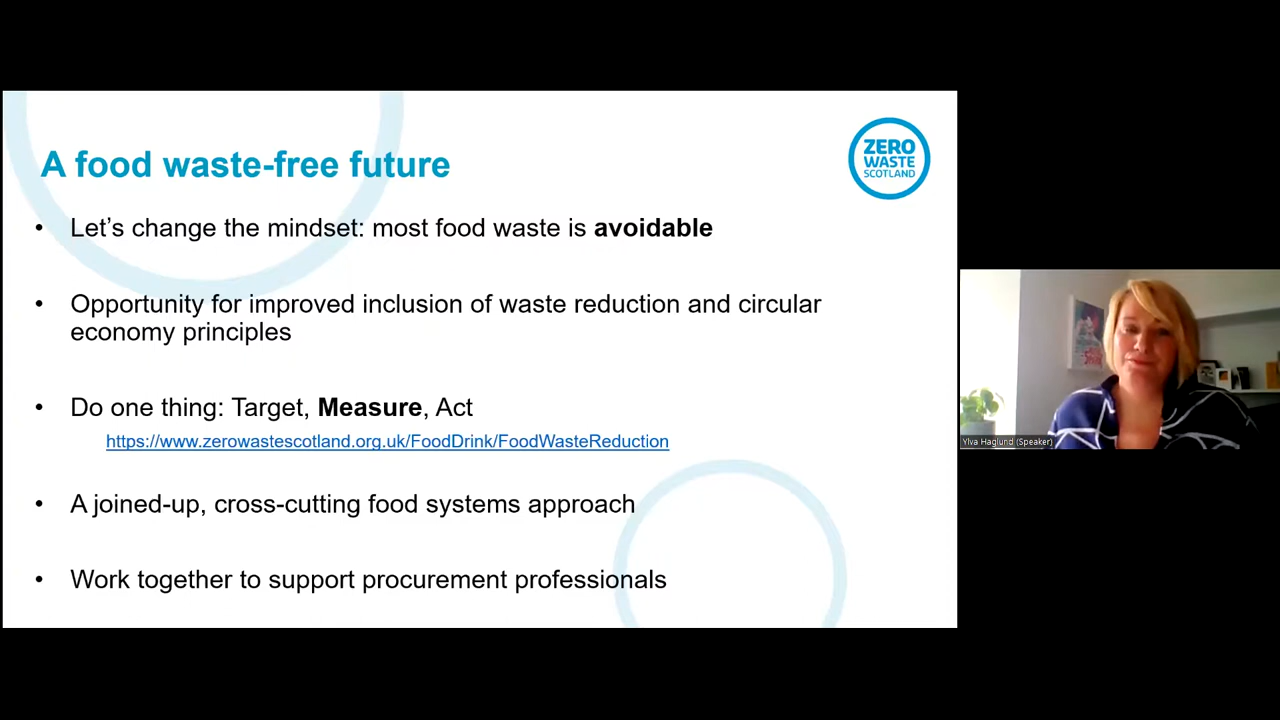 A food waste-free future
ZERO
WASTE
SCOTLAND
• Let’s change the mindset: most food waste is avoidable
• Opportunity for improved inclusion of waste reduction and circular
economy principles
• Do one thing: Target, Measure, Act
https://www.zerowastescotland.org.uk/FoodDrink/FoodWasteReduction
• A joined-up, cross-cutting food systems approach
• Work together to support procurement professionals
Ylva Haglund (Speaker)